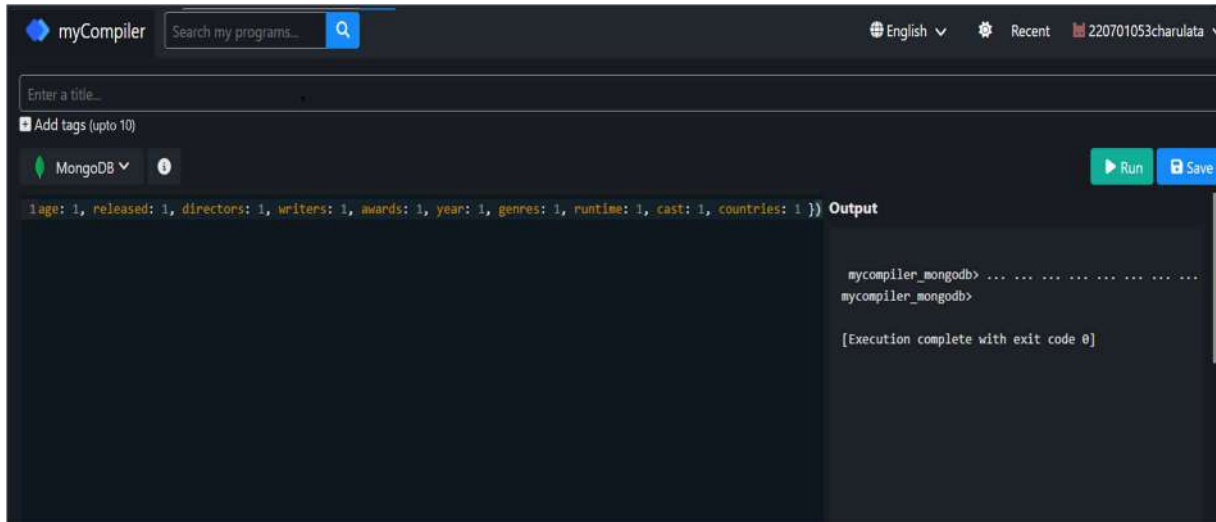 myCompiler Search my programs... English Recent 220701053charulata
Enter a title...
Add tags (upto 10)
MongoDB Run Save
1age: 1, released: 1, directors: 1, writers: 1, awards: 1, year: 1, genres: 1, runtime: 1, cast: 1, countries: 1 })
Output
mycompiler_mongodb> ... ... ... ... ... ... ... ...
mycompiler_mongodb>
[Execution complete with exit code 0]